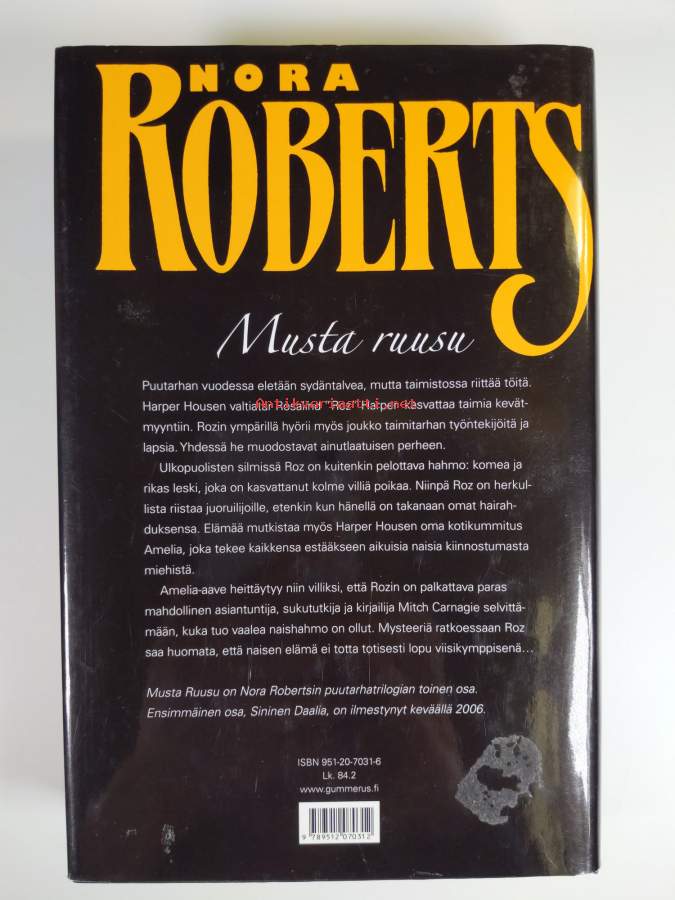 NORA
ROBERTS
Musta ruusu
Puutarhan vuodessa eletään sydäntalvea, mutta taimistossa riittää töitä.
Antikvariaatti.net
Harper Housen valtiatar Rosalind "Roz" Harper kasvattaa taimia kevät-
myyntiin. Rozin ympärillä hyörii myös joukko taimitarhan työntekijöitä ja
lapsia. Yhdessä he muodostavat ainutlaatuisen perheen.
Ulkopuolisten silmissä Roz on kuitenkin pelottava hahmo: komea ja
rikas leski, joka on kasvattanut kolme villiä poikaa. Niinpä Roz on herkul-
lista riistaa juoruilijoille, etenkin kun hänellä on takanaan omat hairah-
duksensa. Elämää mutkistaa myös Harper Housen oma kotikummitus
Amelia, joka tekee kaikkensa estääkseen aikuisia naisia kiinnostumasta
miehistä.
Amelia-aave heittäytyy niin villiksi, että Rozin on palkattava paras
mahdollinen asiantuntija, sukututkija ja kirjailija Mitch Carnagie selvittä-
mään, kuka tuo vaalea naishahmo on ollut. Mysteeriä ratkoessaan Roz
saa huomata, että naisen elämä ei totta totisesti lopu viisikymppisenä...
Musta Ruusu on Nora Robertsin puutarhatrilogian toinen osa.
Ensimmäinen osa, Sininen Daalia, on ilmestynyt keväällä 2006.
ISBN 951-20-7031-6
Lk. 84.2
www.gummerus.fi
9 789512 070312